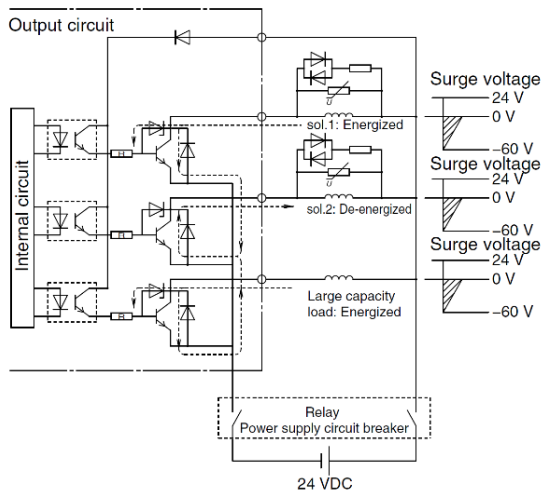 Output circuit
Internal circuit
Surge voltage
24 V
0 V
–60 V
U
sol.1: Energized
Surge voltage
24 V
0 V
–60 V
U
sol.2: De-energized
Surge voltage
24 V
0 V
–60 V
Large capacity
load: Energized
Relay
Power supply circuit breaker
24 VDC